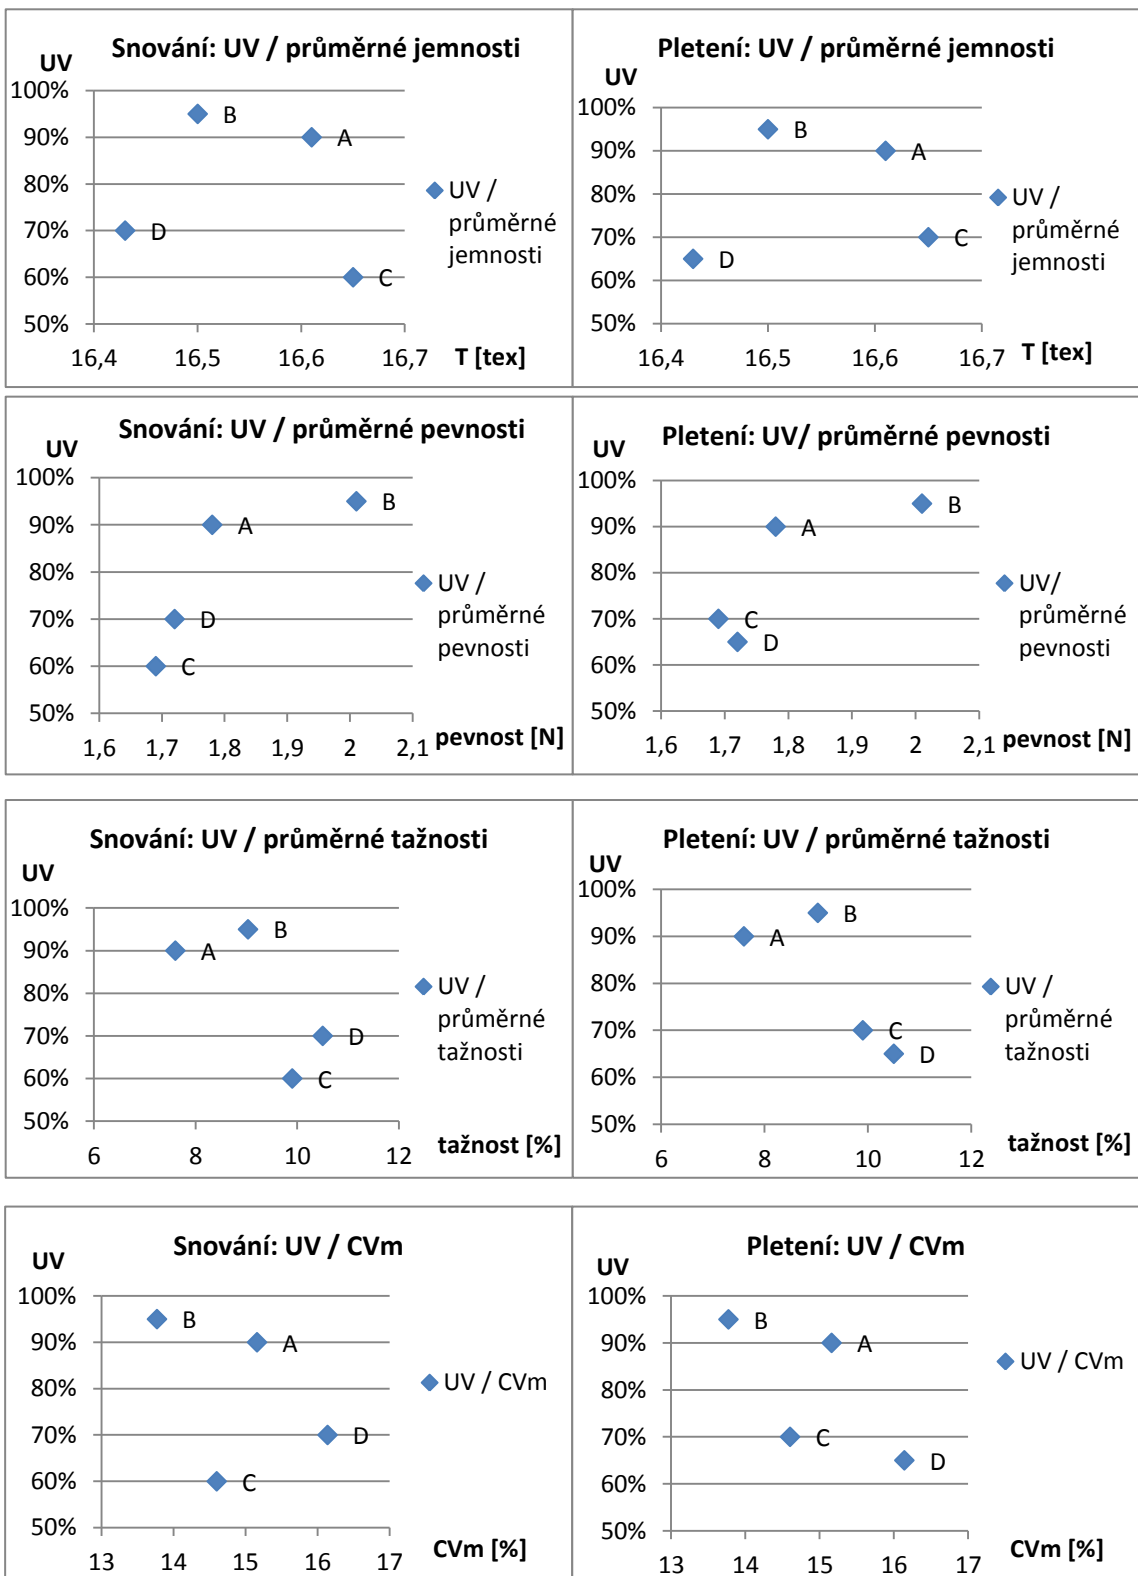 Snování: UV / průměrné jemnosti
UV
100%
90%
80%
70%
60%
50%
B
A
D
C
16,4
16,5
16,6
16,7
T [tex]
UV /
průměrné
jemnosti
Pletení: UV / průměrné jemnosti
UV
100%
90%
80%
70%
60%
50%
B
A
C
D
16,4
16,5
16,6
16,7
T [tex]
UV /
průměrné
jemnosti
Snování: UV / průměrné pevnosti
UV
100%
90%
80%
70%
60%
50%
B
A
D
C
1,6
1,7
1,8
1,9
2
2,1
pevnost [N]
UV /
průměrné
pevnosti
Pletení: UV/ průměrné pevnosti
UV
100%
90%
80%
70%
60%
50%
B
A
C
D
1,6
1,7
1,8
1,9
2
2,1
pevnost [N]
UV/
průměrné
pevnosti
Snování: UV / průměrné tažnosti
UV
100%
90%
80%
70%
60%
50%
B
A
D
C
6
8
10
12
tažnost [%]
UV /
průměrné
tažnosti
Pletení: UV / průměrné tažnosti
UV
100%
90%
80%
70%
60%
50%
B
A
C
D
6
8
10
12
tažnost [%]
UV /
průměrné
tažnosti
Snování: UV / CVm
UV
100%
90%
80%
70%
60%
50%
B
A
D
C
13
14
15
16
17
CVm [%]
UV / CVm
Pletení: UV / CVm
UV
100%
90%
80%
70%
60%
50%
B
A
C
D
13
14
15
16
17
CVm [%]
UV / CVm